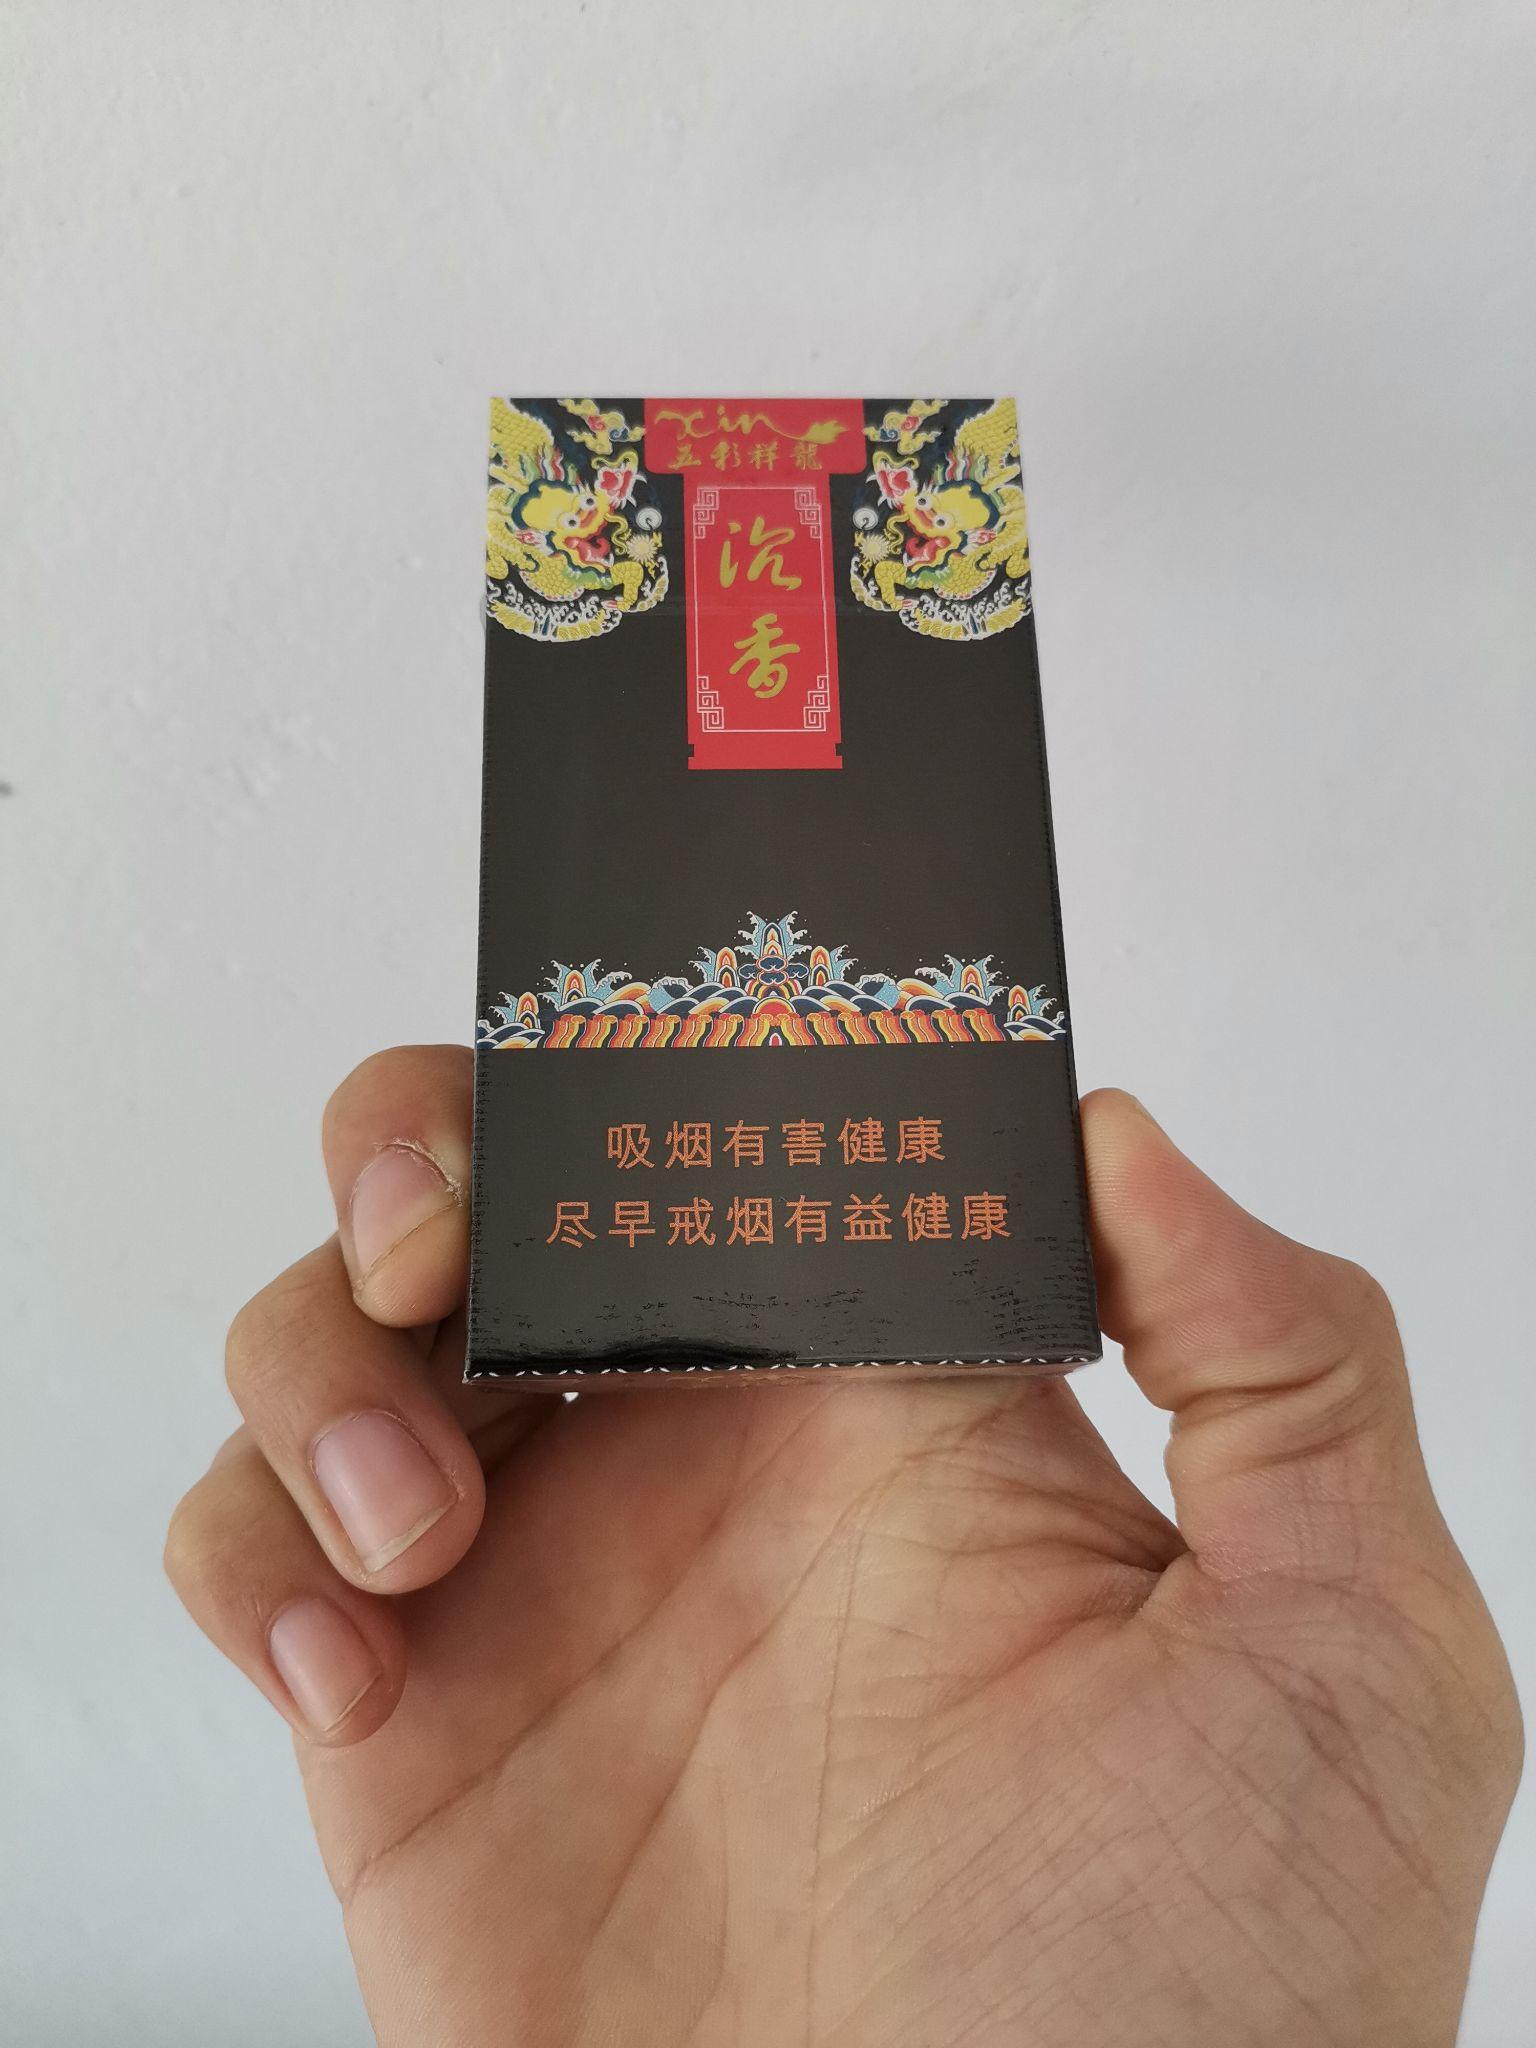 xin
五彩祥龍
沉
香
吸烟有害健康
尽早戒烟有益健康